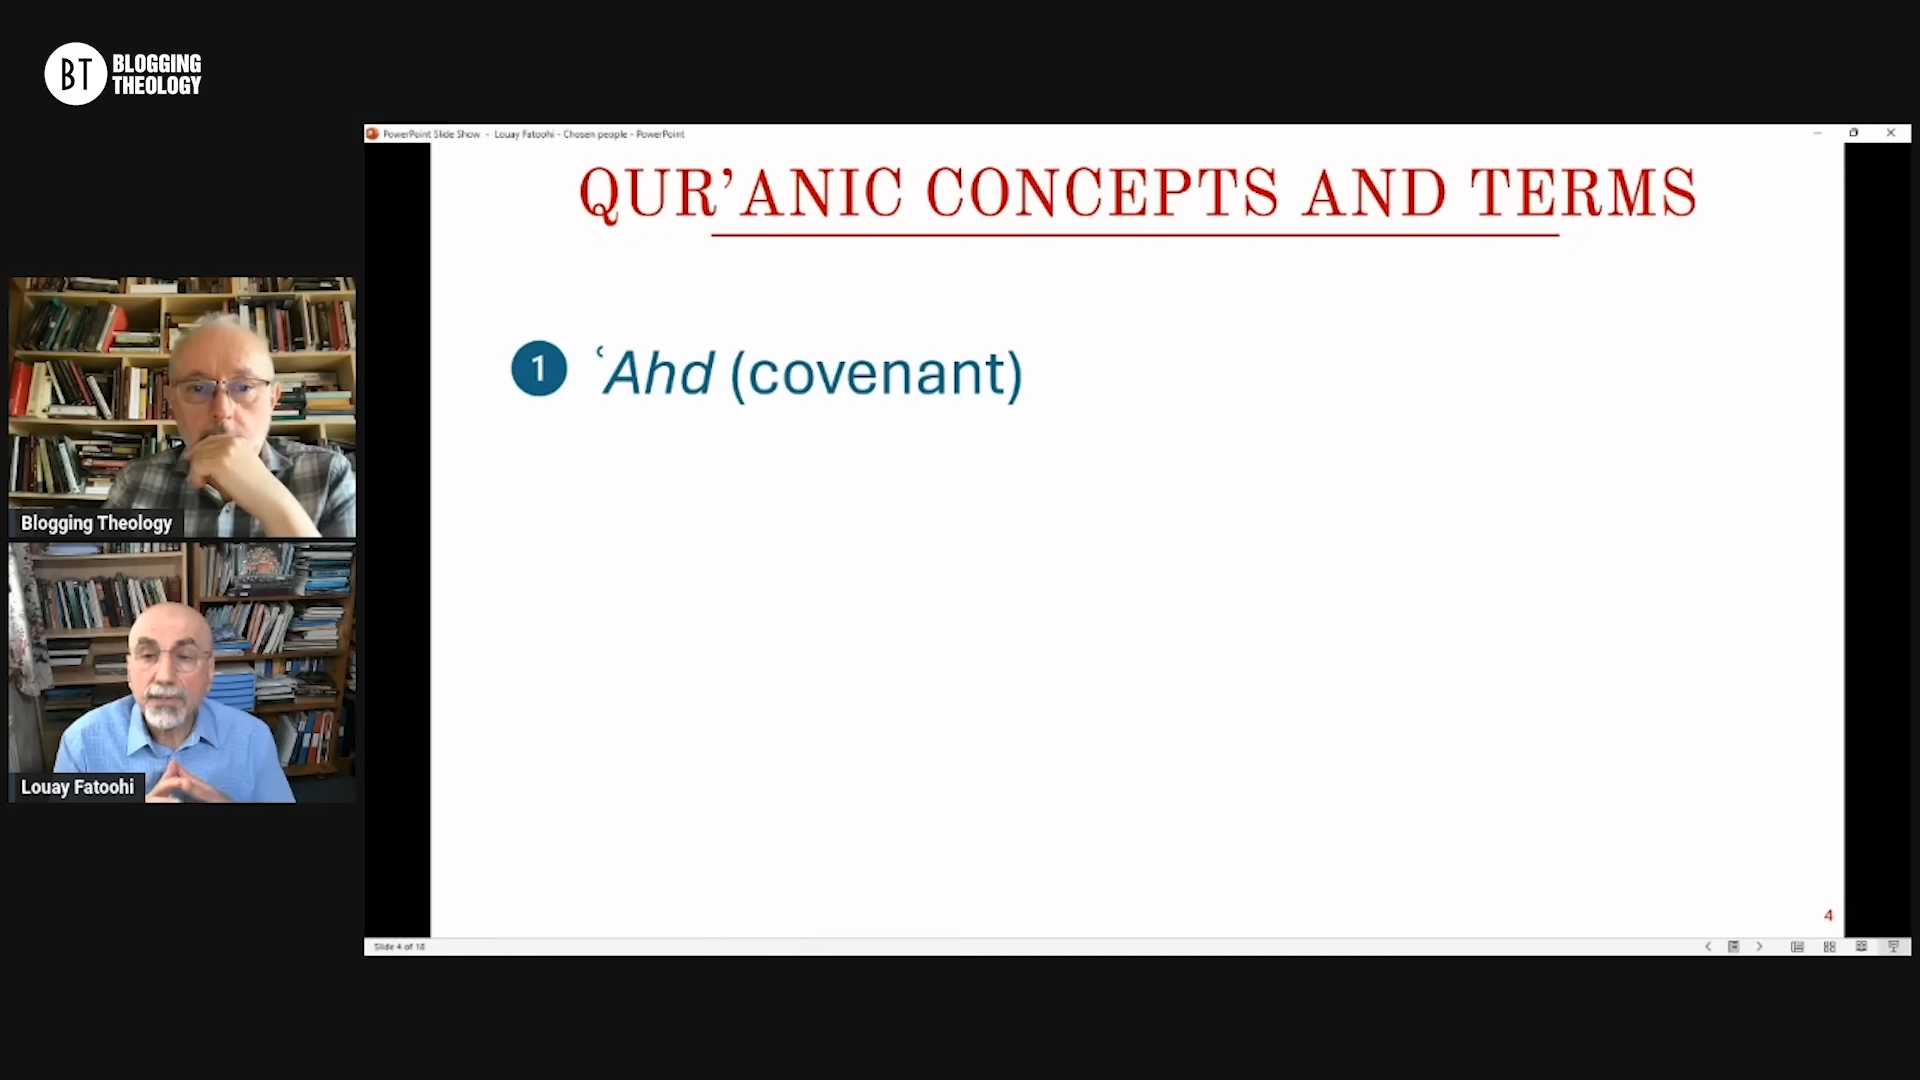 BT BLOGGING
THEOLOGY
PowerPoint Slide Show - Louay Fatoohi - Chosen people - PowerPoint
QUR’ANIC CONCEPTS AND TERMS
1 ʿAhd (covenant)
Blogging Theology
Louay Fatoohi
4
Slide 4 of 18